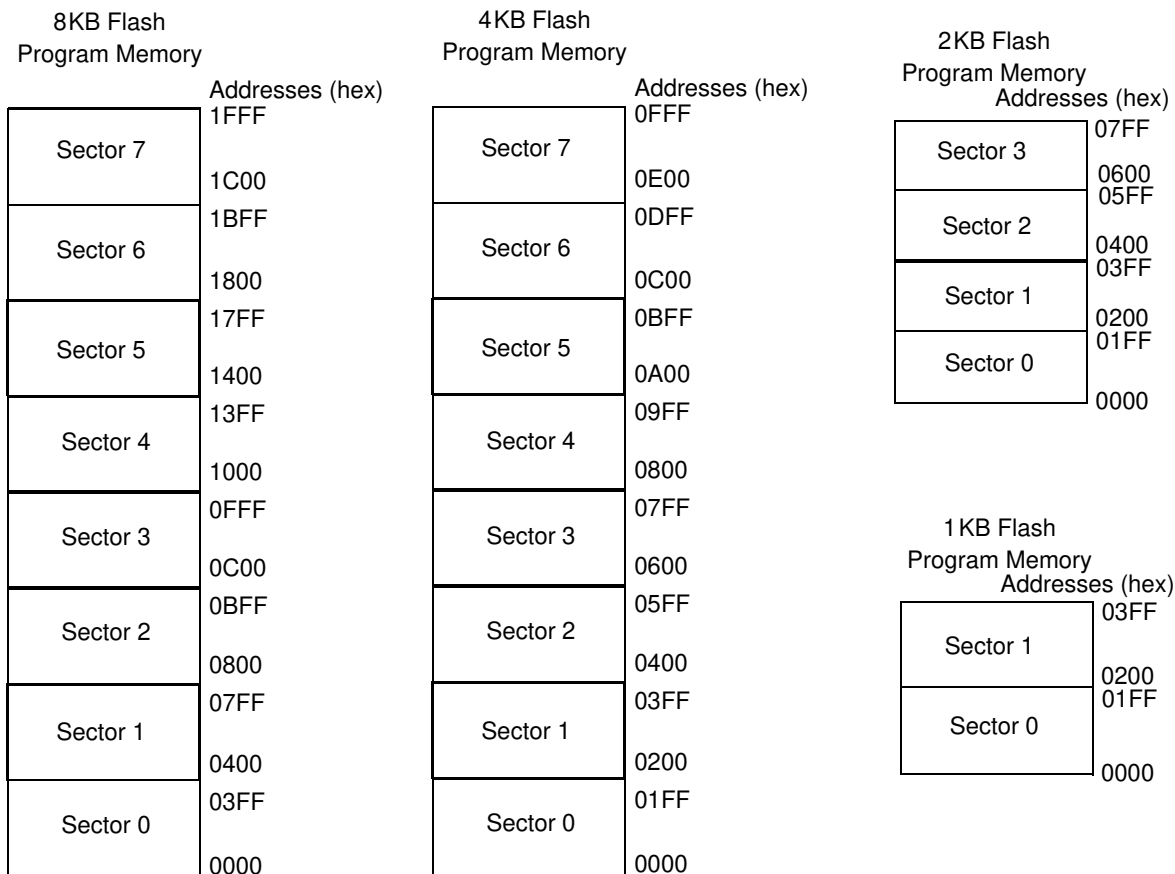 8KB Flash
Program Memory
Addresses (hex)
1FFF
Sector 7
1C00
1BFF
Sector 6
1800
17FF
Sector 5
1400
13FF
Sector 4
1000
0FFF
Sector 3
0C00
0BFF
Sector 2
0800
07FF
Sector 1
0400
03FF
Sector 0
0000
4KB Flash
Program Memory
Addresses (hex)
0FFF
Sector 7
0E00
0DFF
Sector 6
0C00
0BFF
Sector 5
0A00
09FF
Sector 4
0800
07FF
Sector 3
0600
05FF
Sector 2
0400
03FF
Sector 1
0200
01FF
Sector 0
0000
2KB Flash
Program Memory
Addresses (hex)
07FF
Sector 3
0600
05FF
Sector 2
0400
03FF
Sector 1
0200
01FF
Sector 0
0000
1KB Flash
Program Memory
Addresses (hex)
03FF
Sector 1
0200
01FF
Sector 0
0000